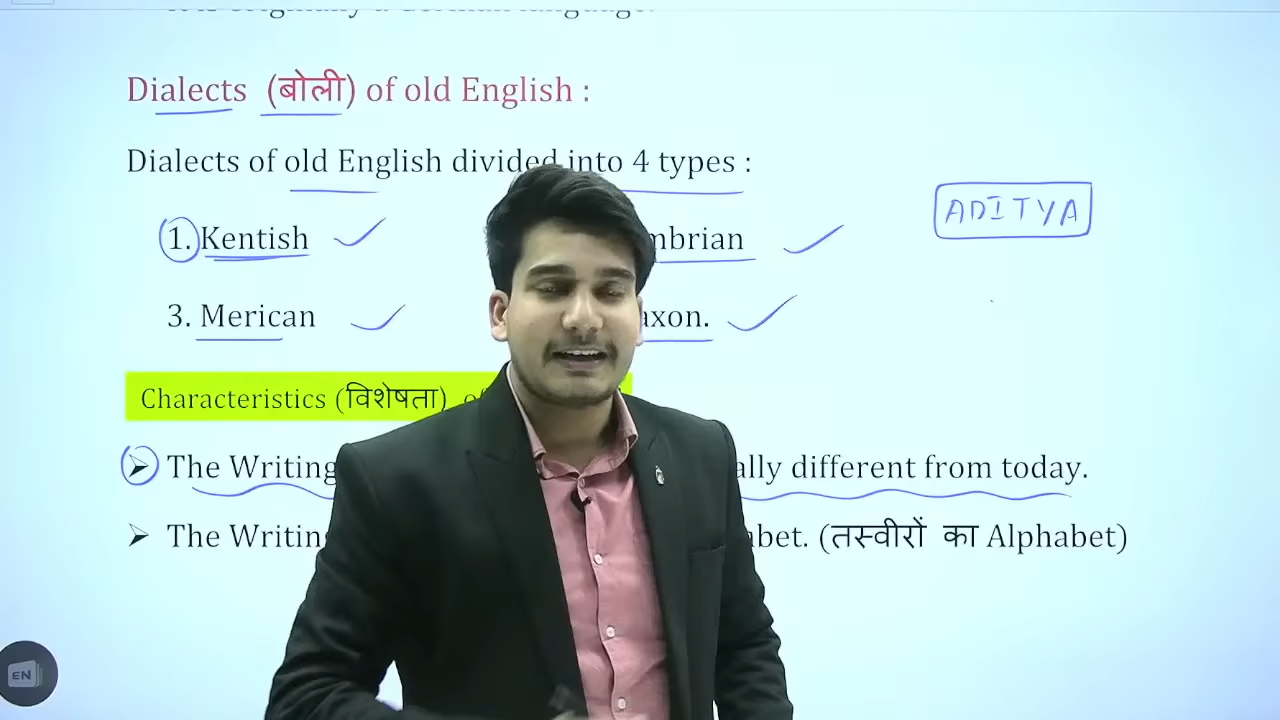 Dialects (बोली) of old English :
Dialects of old English divided into 4 types :
1. Kentish
mbrian
ADITYA
3. Merican
axon.
Characteristics (विशेषता)
The Writing ally different from today.
The Writin abet. (तस्वीरों का Alphabet)
EN